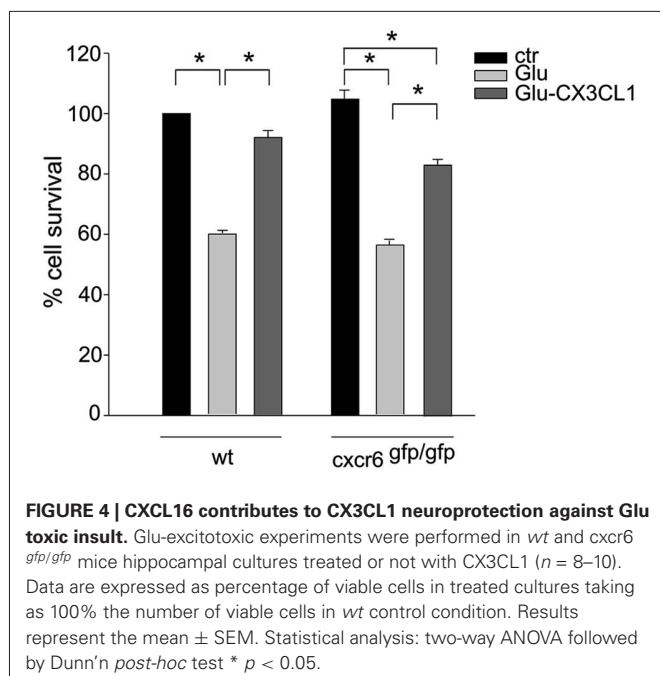 ctr
Glu
Glu-CX3CL1
* * * * *
120
100
80
60
40
20
0
% cell survival
wt
cxcr6 gfp/gfp
FIGURE 4 | CXCL16 contributes to CX3CL1 neuroprotection against Glu
toxic insult. Glu-excitotoxic experiments were performed in wt and cxcr6
gfp/gfp mice hippocampal cultures treated or not with CX3CL1 (n = 8–10).
Data are expressed as percentage of viable cells in treated cultures taking
as 100% the number of viable cells in wt control condition. Results
represent the mean ± SEM. Statistical analysis: two-way ANOVA followed
by Dunn'n post-hoc test * p < 0.05.